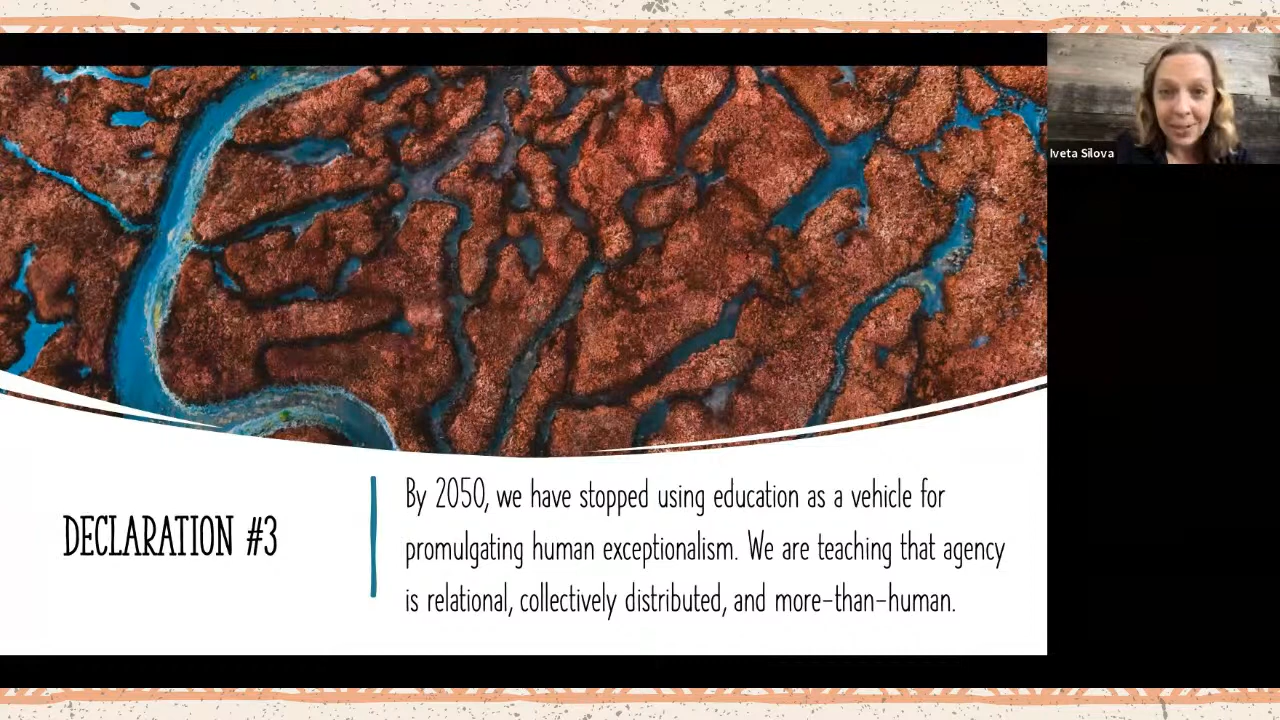 Iveta Silova
DECLARATION #3
By 2050, we have stopped using education as a vehicle for
promulgating human exceptionalism. We are teaching that agency
is relational, collectively distributed, and more-than-human.